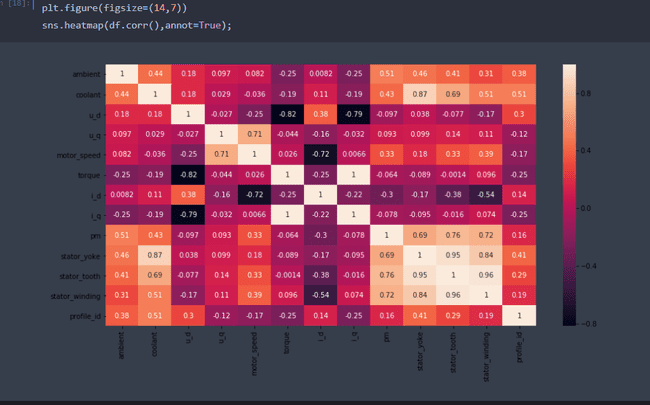 [18]:
plt.figure(figsize=(14,7))
sns.heatmap(df.corr(),annot=True);
ambient 1 0.44 0.18 0.097 0.082 -0.25 0.0082 -0.25 0.51 0.46 0.41 0.31 0.38
coolant 0.44 1 0.18 0.029 -0.036 -0.19 0.11 -0.19 0.43 0.87 0.69 0.51 0.51
u_d 0.18 0.18 1 -0.027 -0.25 -0.82 0.38 -0.79 -0.097 0.038 -0.077 -0.17 0.3
u_q 0.097 0.029 -0.027 1 0.71 -0.044 -0.16 -0.032 0.093 0.099 0.14 0.11 -0.12
motor_speed 0.082 -0.036 -0.25 0.71 1 0.026 -0.72 0.0066 0.33 0.18 0.33 0.39 -0.17
torque -0.25 -0.19 -0.82 -0.044 0.026 1 -0.25 1 -0.064 -0.089 -0.0014 0.096 -0.25
i_d 0.0082 0.11 0.38 -0.16 -0.72 -0.25 1 -0.22 -0.3 -0.17 -0.38 -0.54 0.14
i_q -0.25 -0.19 -0.79 -0.032 0.0066 1 -0.22 1 -0.078 -0.095 -0.016 0.074 -0.25
pm 0.51 0.43 -0.097 0.093 0.33 -0.064 -0.3 -0.078 1 0.69 0.76 0.72 0.16
stator_yoke 0.46 0.87 0.038 0.099 0.18 -0.089 -0.17 -0.095 0.69 1 0.95 0.84 0.41
stator_tooth 0.41 0.69 -0.077 0.14 0.33 -0.0014 -0.38 -0.016 0.76 0.95 1 0.96 0.29
stator_winding 0.31 0.51 -0.17 0.11 0.39 0.096 -0.54 0.074 0.72 0.84 0.96 1 0.19
profile_id 0.38 0.51 0.3 -0.12 -0.17 -0.25 0.14 -0.25 0.16 0.41 0.29 0.19 1
ambient coolant u_d u_q motor_speed torque i_d i_q pm stator_yoke stator_tooth stator_winding profile_id
0.8
0.4
0.0
-0.4
-0.8